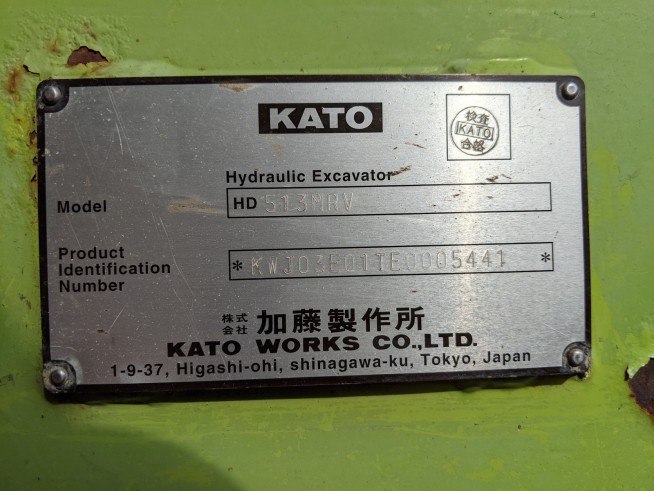 KATO
検査
KATO
合格
Hydraulic Excavator
Model HD 513MRV
Product
Identification
Number
* KWJ03E01TE0005441 *
株式
会社 加藤製作所
KATO WORKS CO.,LTD.
1-9-37, Higashi-ohi, shinagawa-ku, Tokyo, Japan